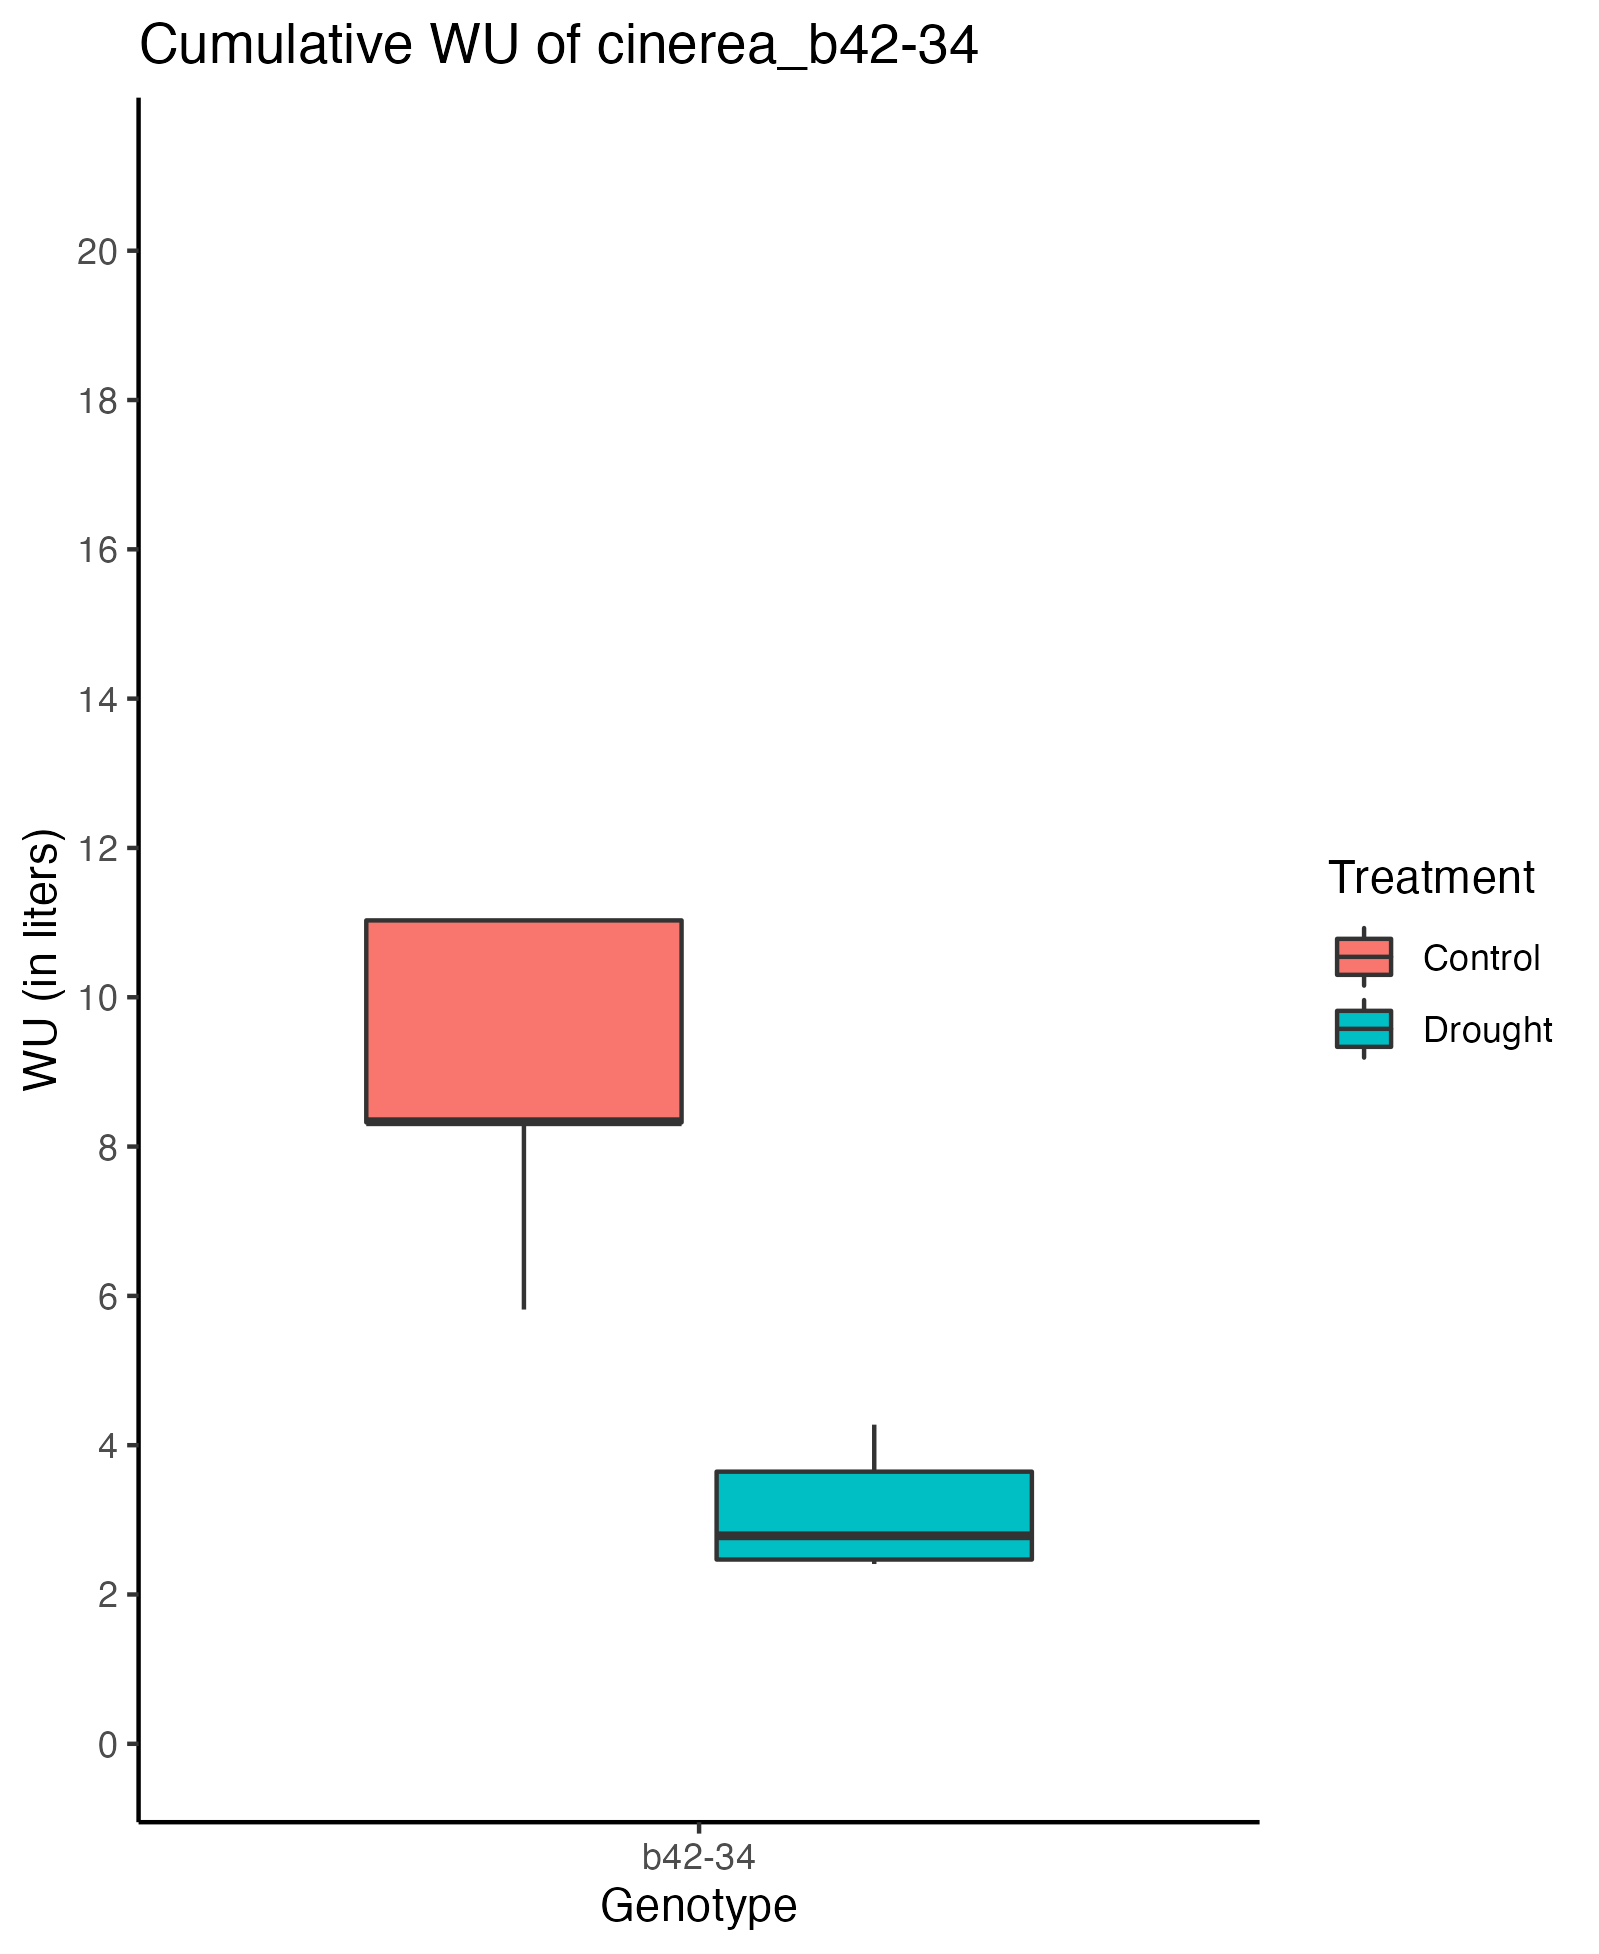 Cumulative WU of cinerea_b42-34
WU (in liters)
20
18
16
14
12
10
8
6
4
2
0
b42-34
Genotype
Treatment
Control
Drought